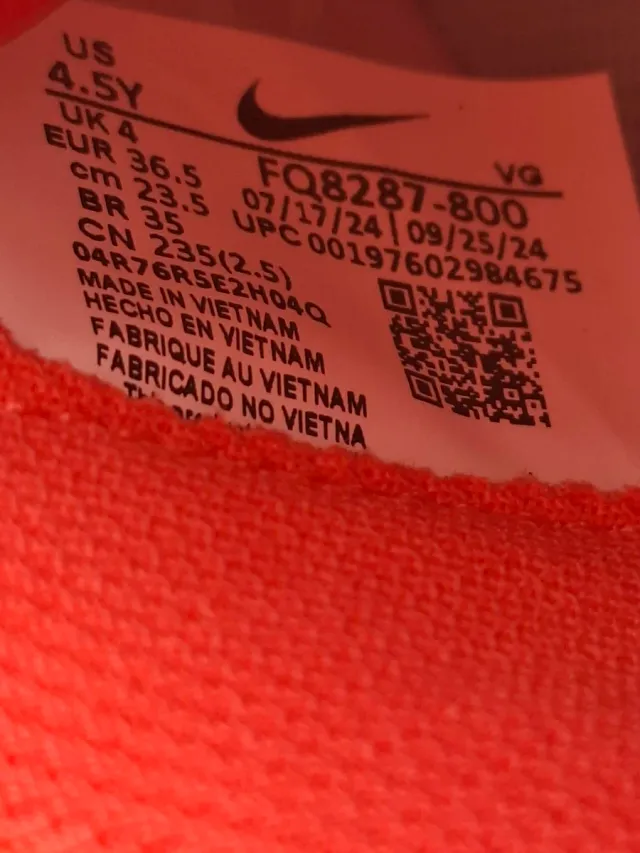 US
4.5Y
UK 4
EUR 36.5
cm 23.5
BR 35
CN 235(2.5)
04R76R5E2H04Q
MADE IN VIETNAM
HECHO EN VIETNAM
FABRIQUE AU VIETNAM
FABRICADO NO VIETNA
VG
FQ8287-800
07/17/24 | 09/25/24
UPC 00197602984675